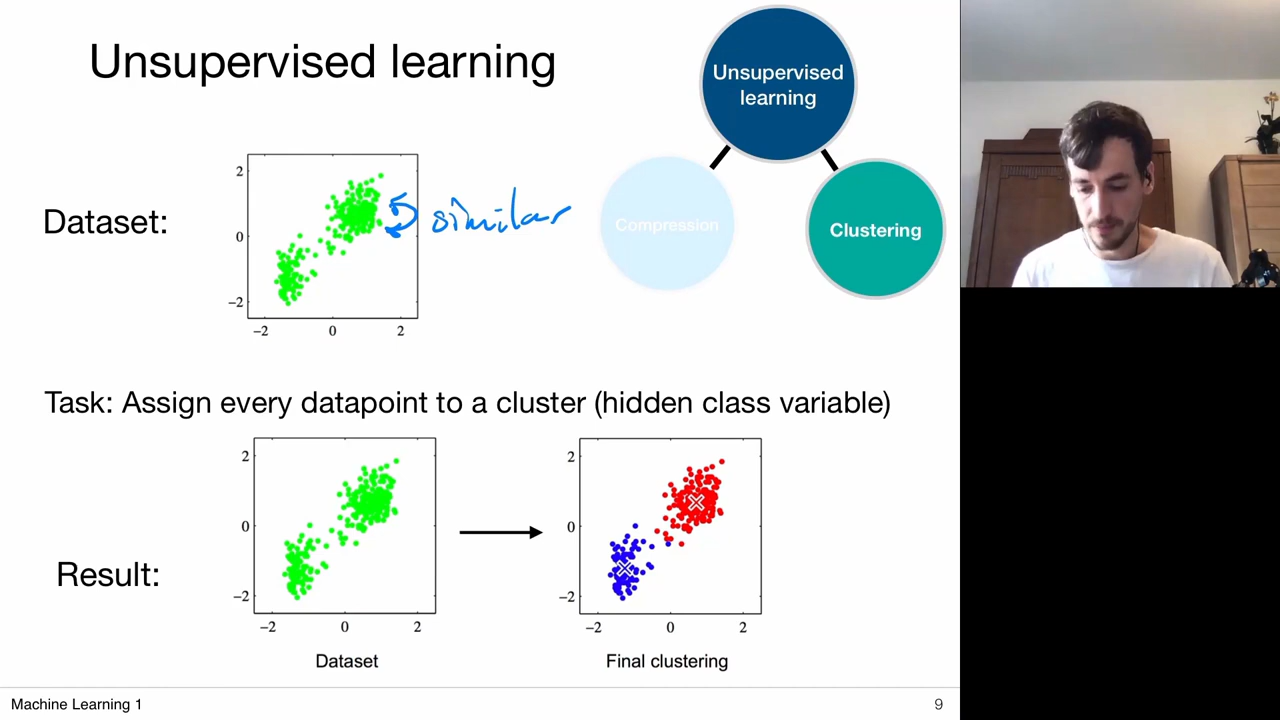 Unsupervised learning
Unsupervised
learning
Compression
Clustering
Dataset:
2
0
−2
−2 0 2
similar
Task: Assign every datapoint to a cluster (hidden class variable)
Result:
2
0
−2
−2 0 2
Dataset
2
0
−2
−2 0 2
Final clustering
Machine Learning 1
9